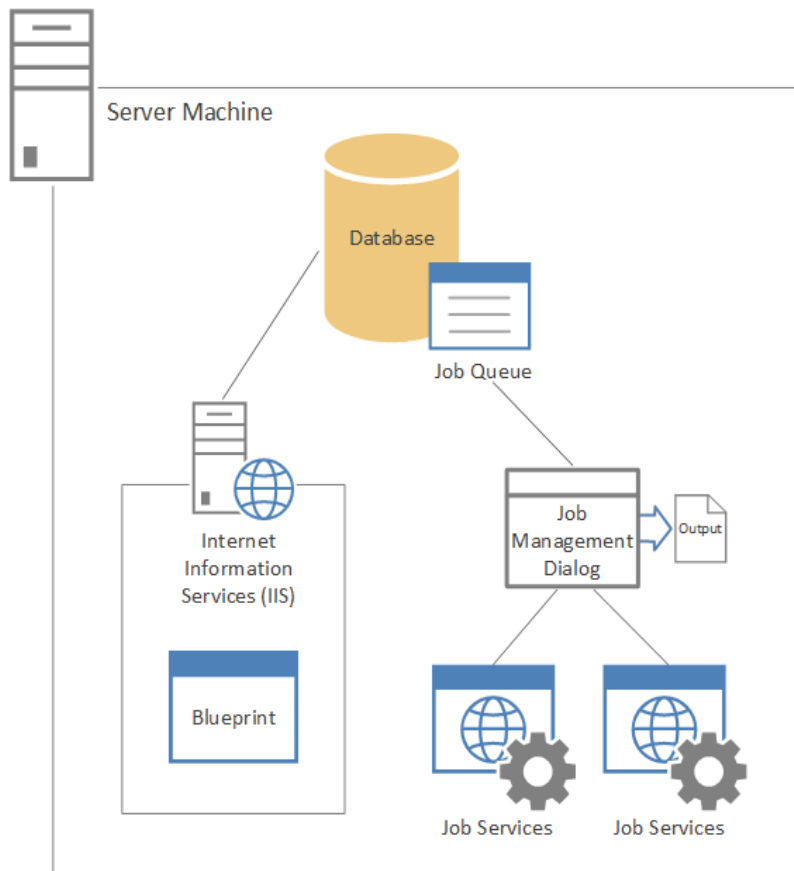 Server Machine
Database
Job Queue
Internet
Information
Services (IIS)
Blueprint
Job
Management
Dialog
Output
Job Services
Job Services